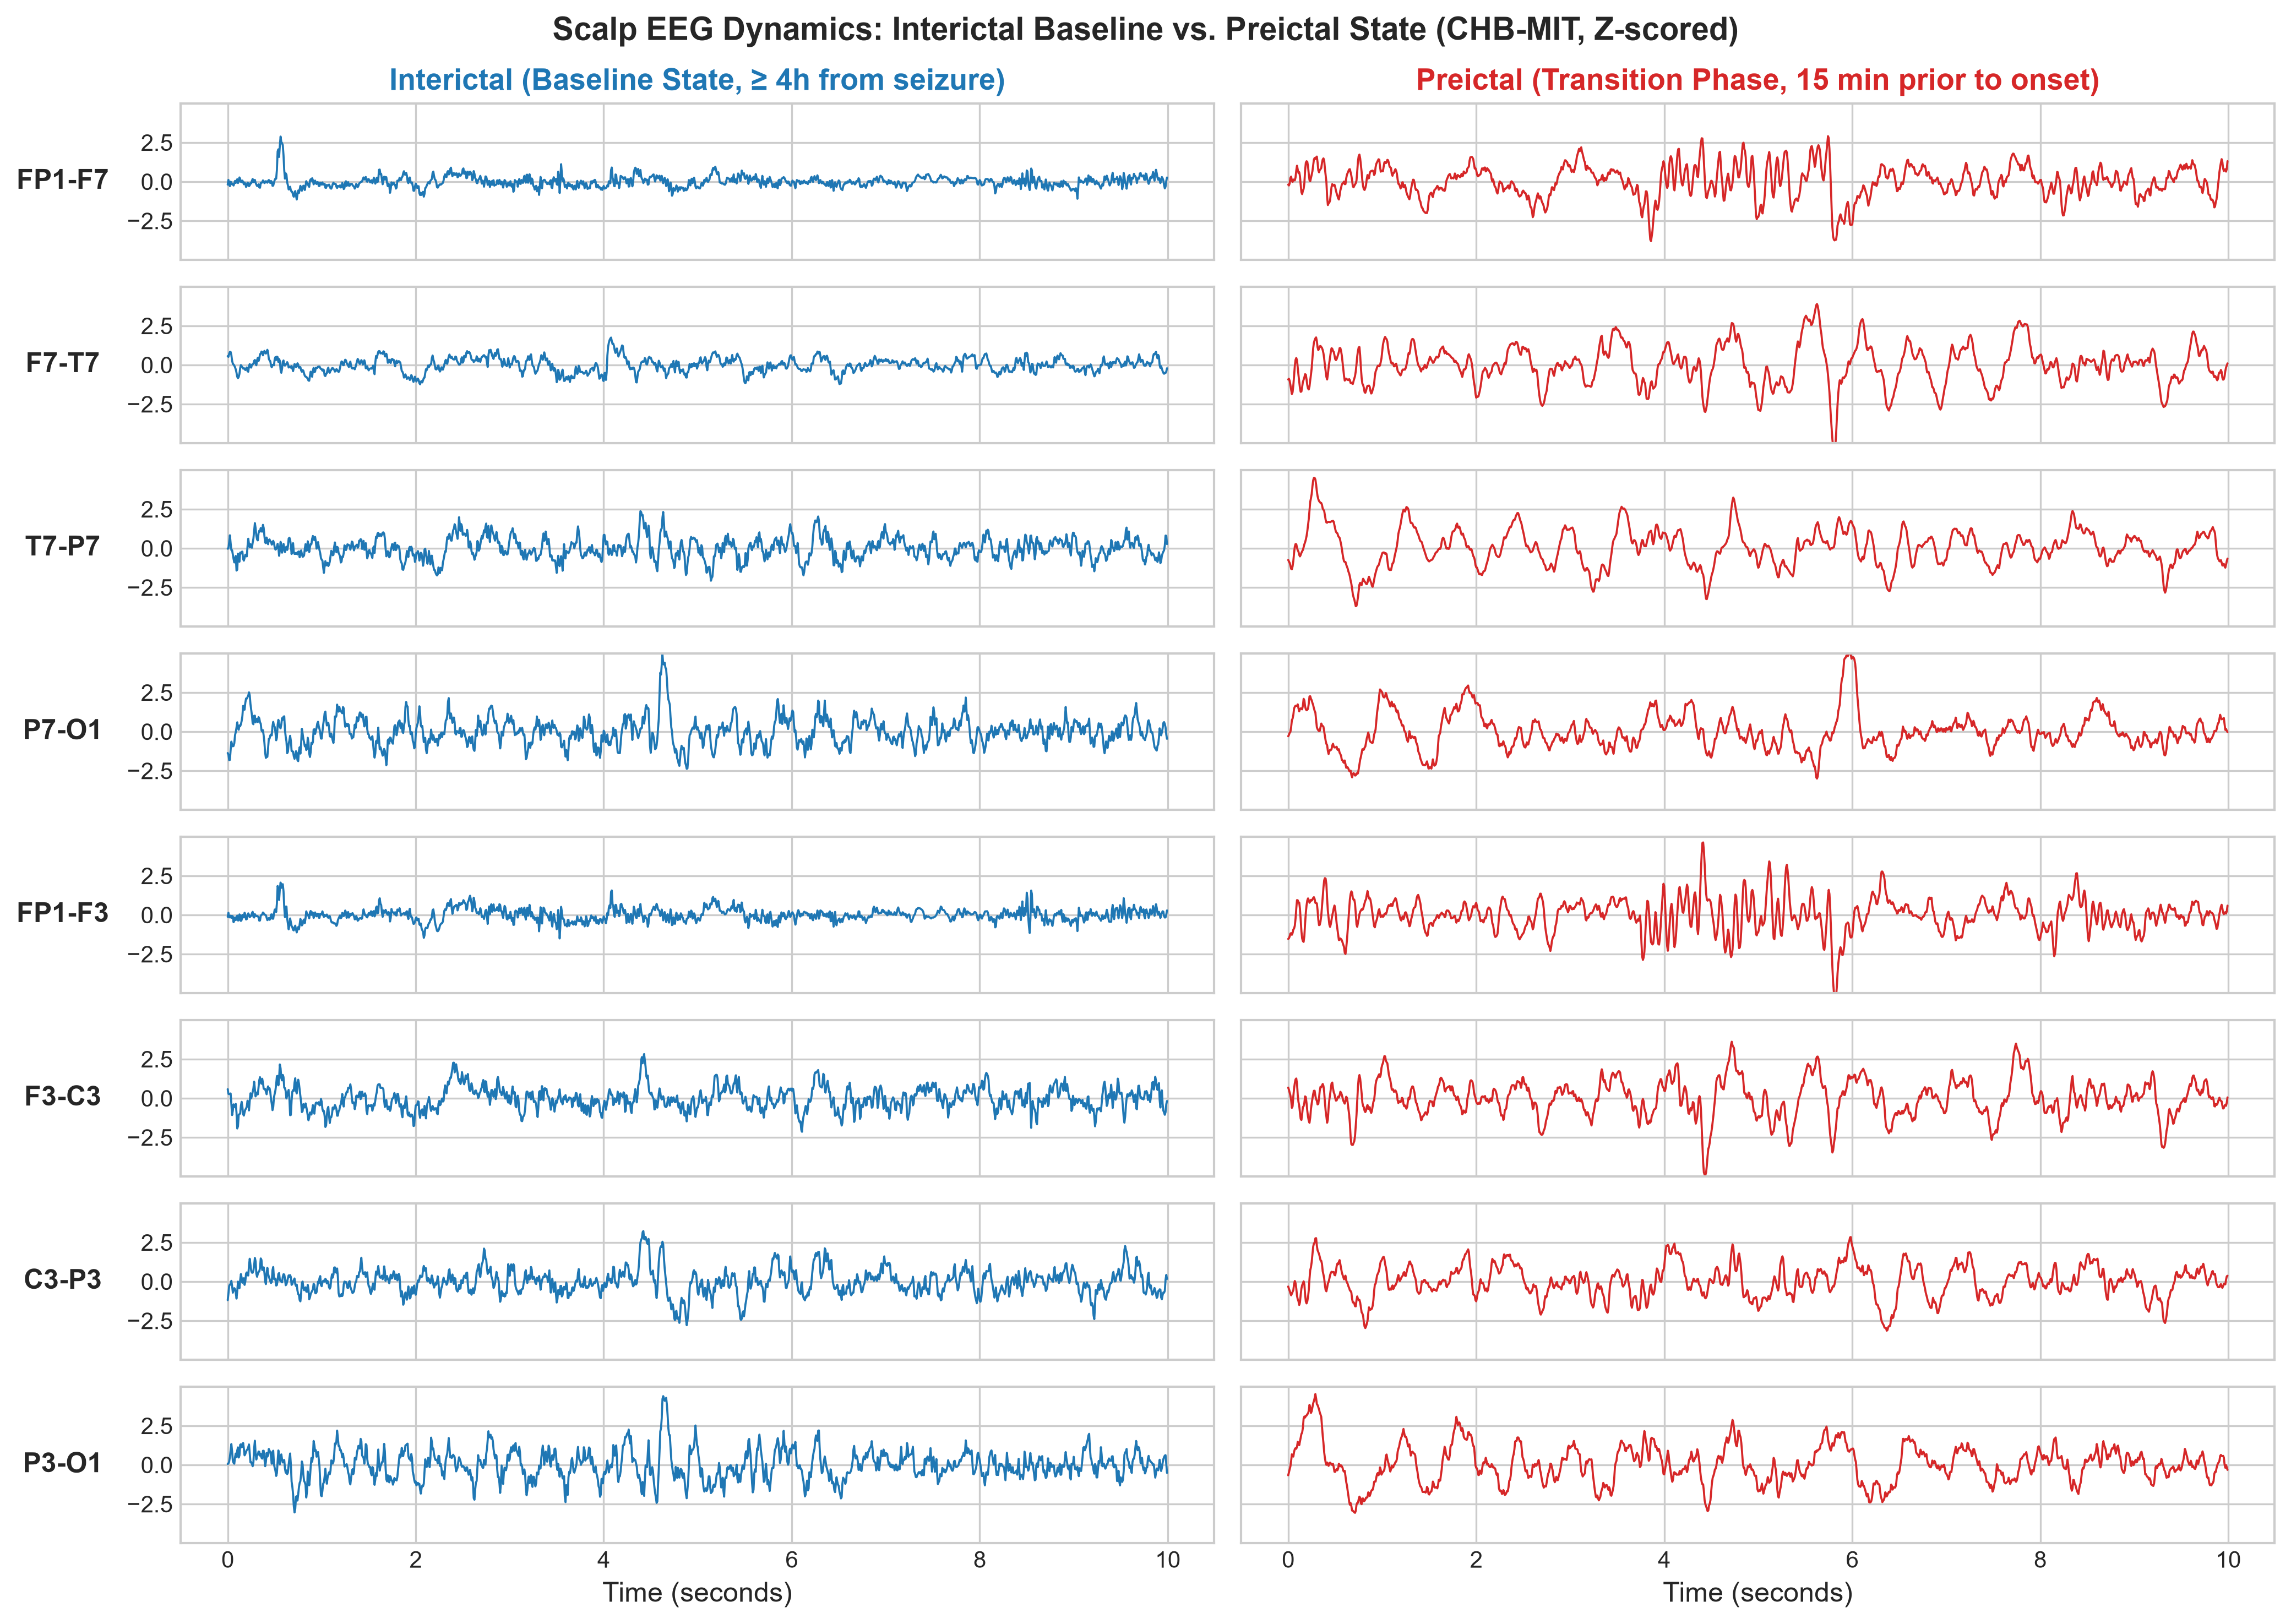 Scalp EEG Dynamics: Interictal Baseline vs. Preictal State (CHB-MIT, Z-scored)
Interictal (Baseline State, ≥ 4h from seizure)
Preictal (Transition Phase, 15 min prior to onset)
FP1-F7
2.5
0.0
−2.5
F7-T7
2.5
0.0
−2.5
T7-P7
2.5
0.0
−2.5
P7-O1
2.5
0.0
−2.5
FP1-F3
2.5
0.0
−2.5
F3-C3
2.5
0.0
−2.5
C3-P3
2.5
0.0
−2.5
P3-O1
2.5
0.0
−2.5
0 2 4 6 8 10
Time (seconds)
0 2 4 6 8 10
Time (seconds)